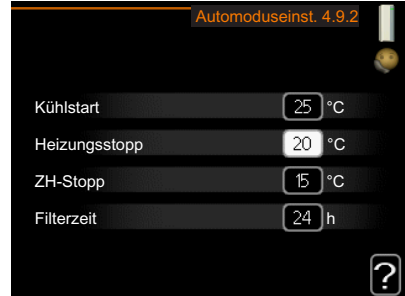 Automoduseinst. 4.9.2
Kühlstart 25 °C
Heizungsstopp 20 °C
ZH-Stopp 15 °C
Filterzeit 24 h
?